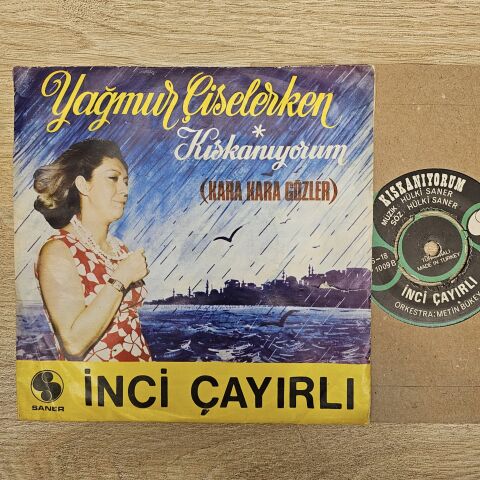 Yağmur Çiselerken
*
Kıskanıyorum
(KARA KARA GÖZLER)
SANER
İNCİ ÇAYIRLI
KISKANIYORUM
MÜZİK HULKİ SANER
SÖZ: HULKİ SANER
MADE IN TURKEY
İNCİ ÇAYIRLI
ORKESTRA: METİN BÜKEY